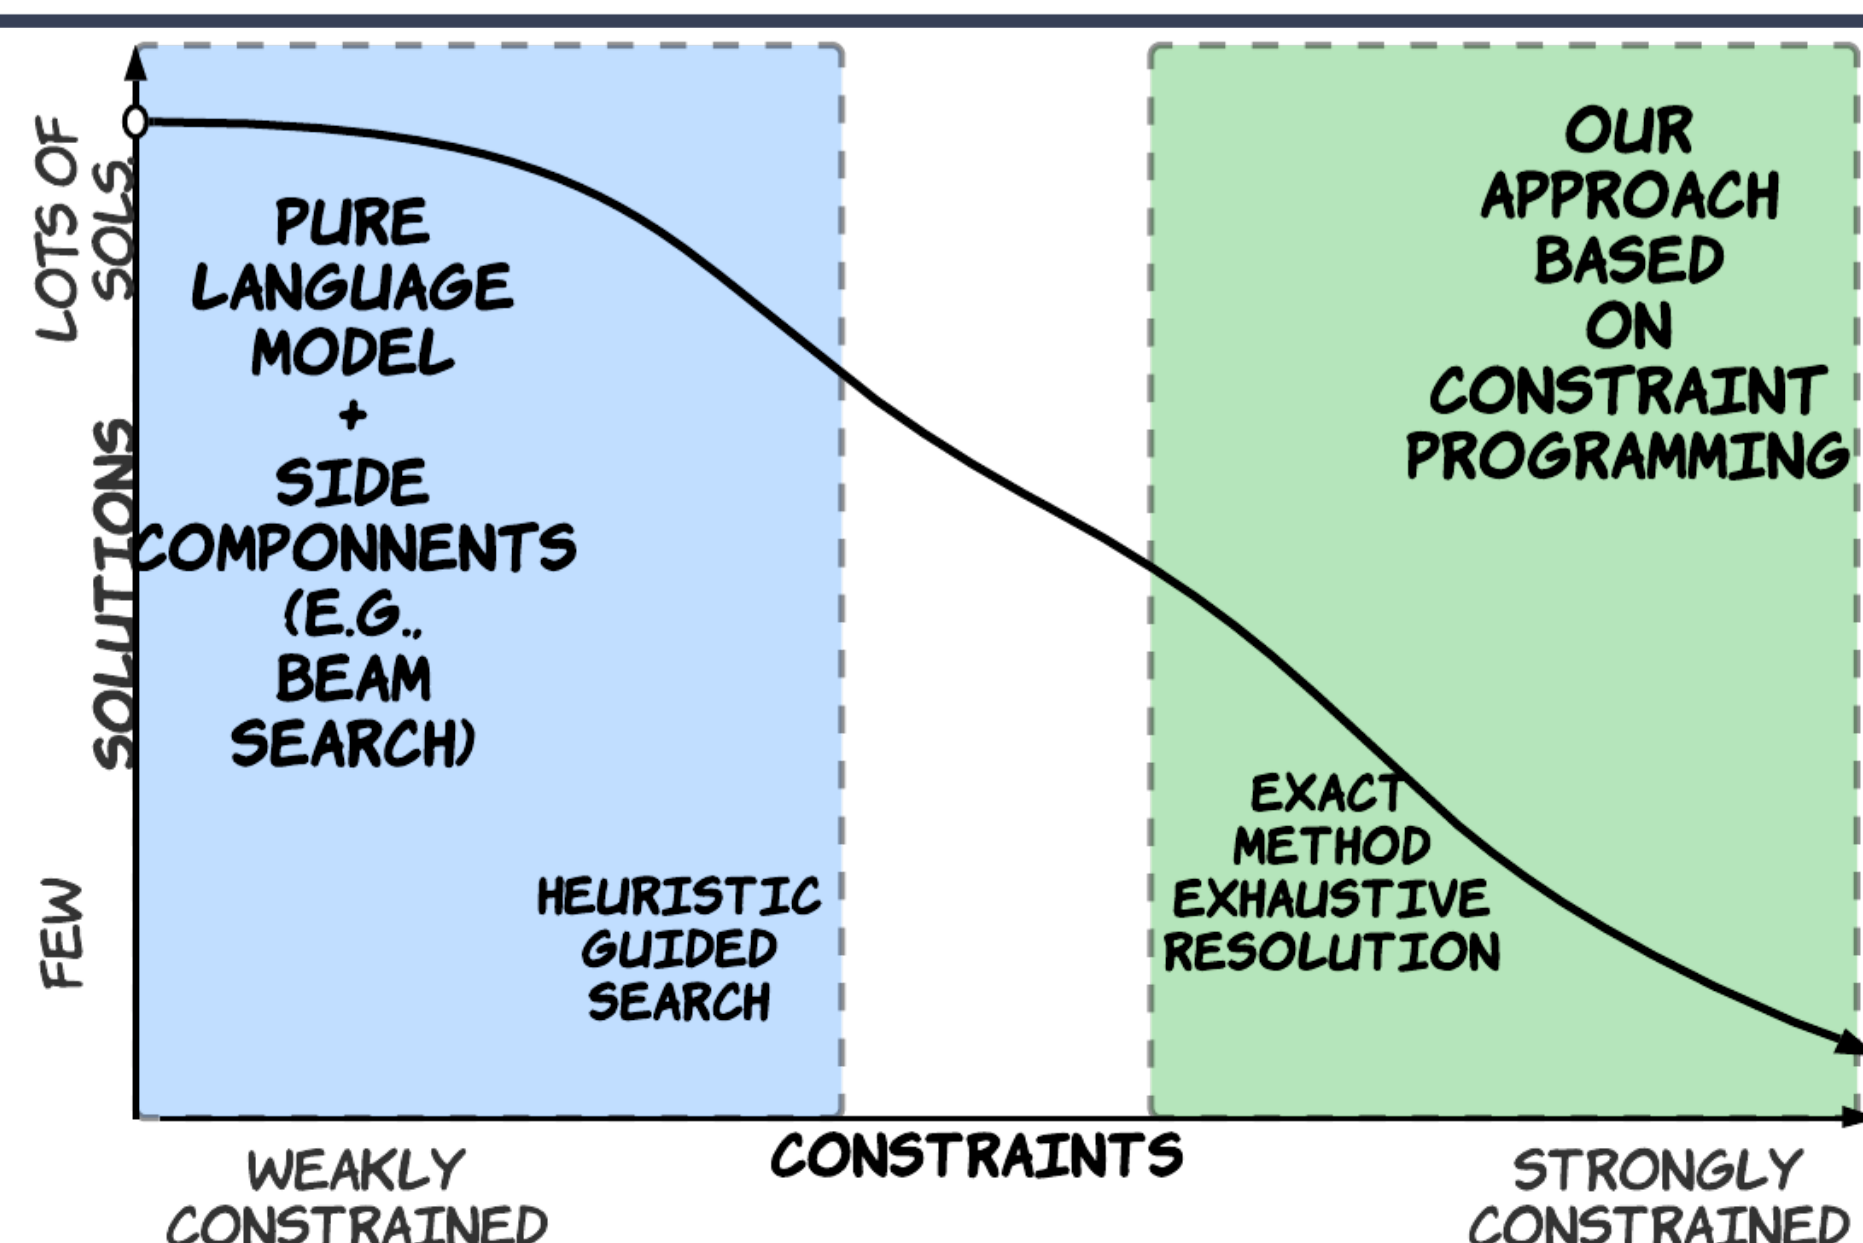 LOTS OF
SOLS.
SOLUTIONS
FEW
PURE
LANGUAGE
MODEL
+
SIDE
COMPONNENTS
(E.G.,
BEAM
SEARCH)
HEURISTIC
GUIDED
SEARCH
OUR
APPROACH
BASED
ON
CONSTRAINT
PROGRAMMING
EXACT
METHOD
EXHAUSTIVE
RESOLUTION
WEAKLY
CONSTRAINED
CONSTRAINTS
STRONGLY
CONSTRAINED